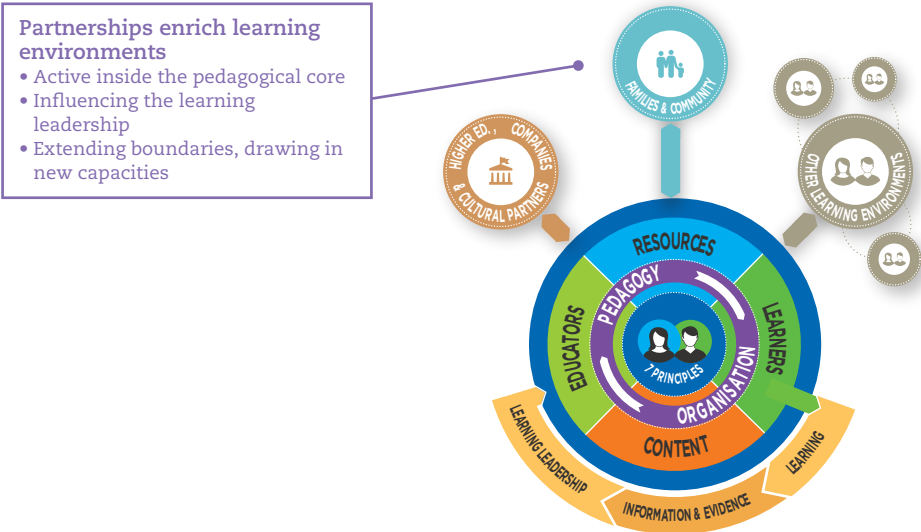 Partnerships enrich learning
environments
• Active inside the pedagogical core
• Influencing the learning
leadership
• Extending boundaries, drawing in
new capacities
FAMILIES & COMMUNITY
HIGHER ED., COMPANIES
& CULTURAL PARTNERS
OTHER LEARNING ENVIRONMENTS
RESOURCES
PEDAGOGY
EDUCATORS
LEARNERS
7 PRINCIPLES
ORGANISATION
CONTENT
LEARNING LEADERSHIP
LEARNING
INFORMATION & EVIDENCE